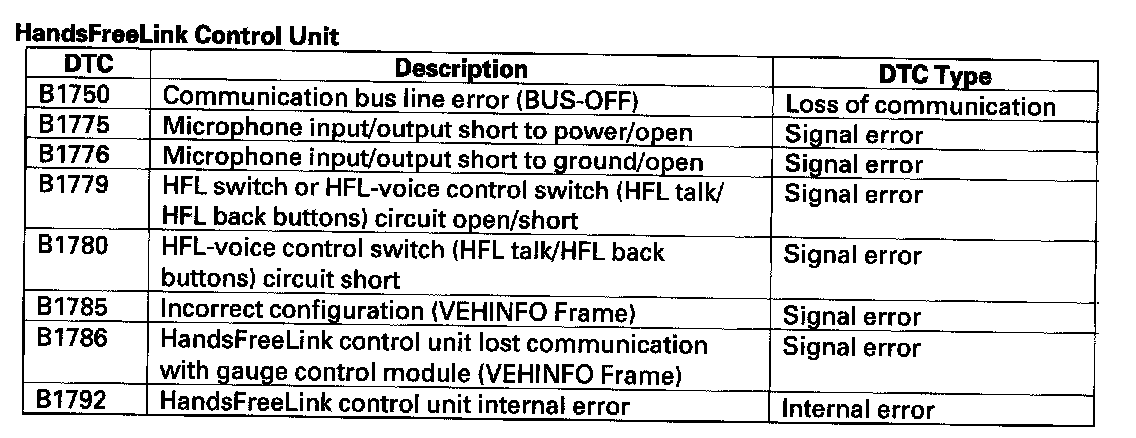 HandsFreeLink Control Unit
DTC Description DTC Type
B1750 Communication bus line error (BUS-OFF) Loss of communication
B1775 Microphone input/output short to power/open Signal error
B1776 Microphone input/output short to ground/open Signal error
B1779 HFL switch or HFL-voice control switch (HFL talk/ Signal error
HFL back buttons) circuit open/short
B1780 HFL-voice control switch (HFL talk/HFL back Signal error
buttons) circuit short
B1785 Incorrect configuration (VEHINFO Frame) Signal error
B1786 HandsFreeLink control unit lost communication Signal error
with gauge control module (VEHINFO Frame)
B1792 HandsFreeLink control unit internal error Internal error